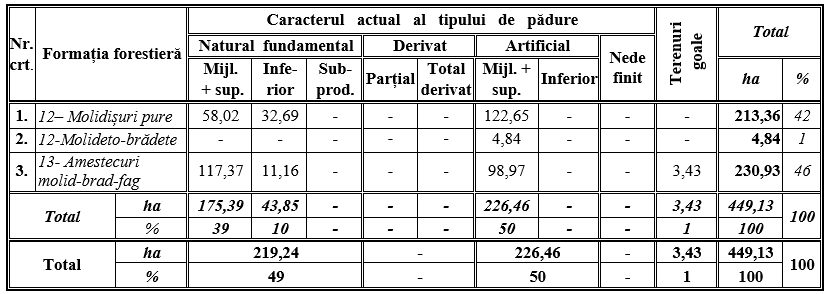 Nr. crt. | Formația forestieră | Caracterul actual al tipului de pădure | Terenuri goale | Total
Natural fundamental | Derivat | Artificial | Nede finit | ha | %
Mijl. + sup. | Infe- rior | Sub- prod. | Parțial | Total derivat | Mijl. + sup. | Inferior
1. | 12– Molidișuri pure | 58,02 | 32,69 | - | - | - | 122,65 | - | - | - | 213,36 | 42
2. | 12-Molideto-brădete | - | - | - | - | - | 4,84 | - | - | - | 4,84 | 1
3. | 13- Amestecuri molid-brad-fag | 117,37 | 11,16 | - | - | - | 98,97 | - | - | 3,43 | 230,93 | 46
Total | ha | 175,39 | 43,85 | - | - | - | 226,46 | - | - | 3,43 | 449,13 | 100
% | 39 | 10 | - | - | - | 50 | - | - | 1 | 100
Total | ha | 219,24 | - | 226,46 | - | 3,43 | 449,13 | 100
% | 49 | - | 50 | - | 1 | 100